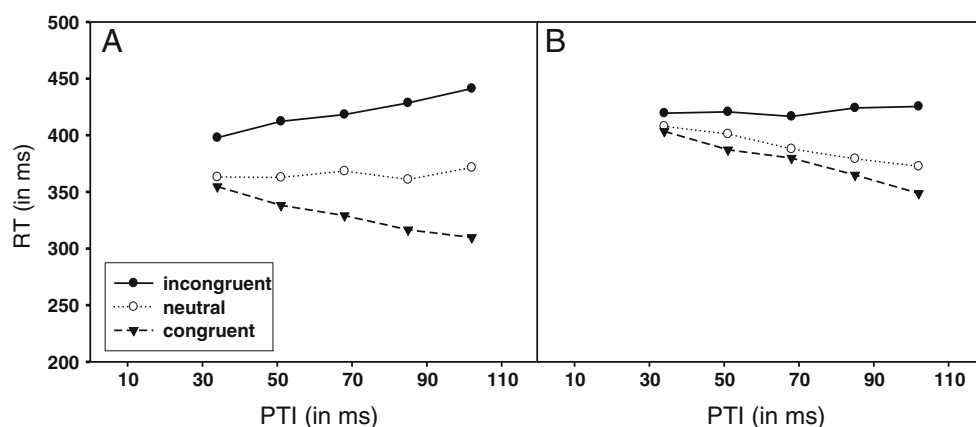 500
450
400
350
300
250
200
RT (in ms)
A
B
incongruent
neutral
congruent
10 30 50 70 90 110
10 30 50 70 90 110
PTI (in ms)
PTI (in ms)